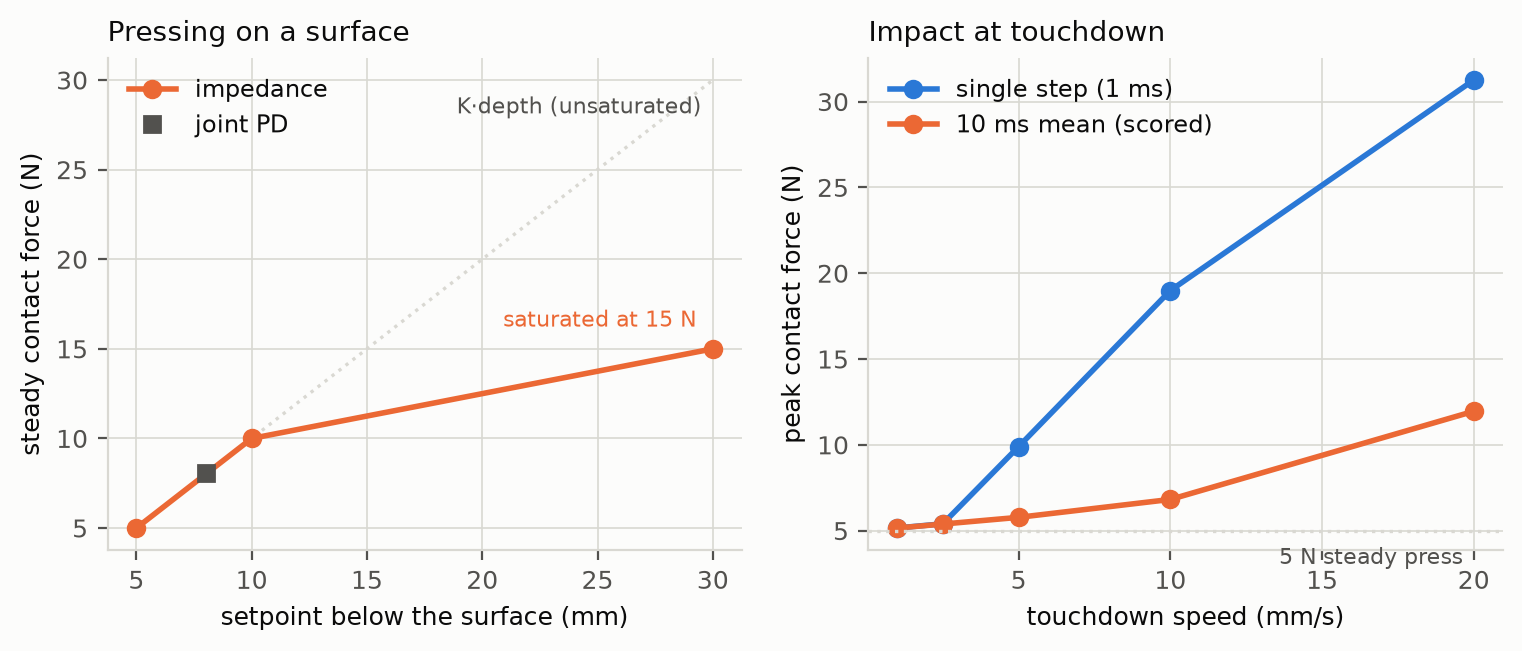 Pressing on a surface
impedance
joint PD
K·depth (unsaturated)
saturated at 15 N
steady contact force (N)
30
25
20
15
10
5
5 10 15 20 25 30
setpoint below the surface (mm)
Impact at touchdown
single step (1 ms)
10 ms mean (scored)
peak contact force (N)
30
25
20
15
10
5
5 N steady press
5 10 15 20
touchdown speed (mm/s)